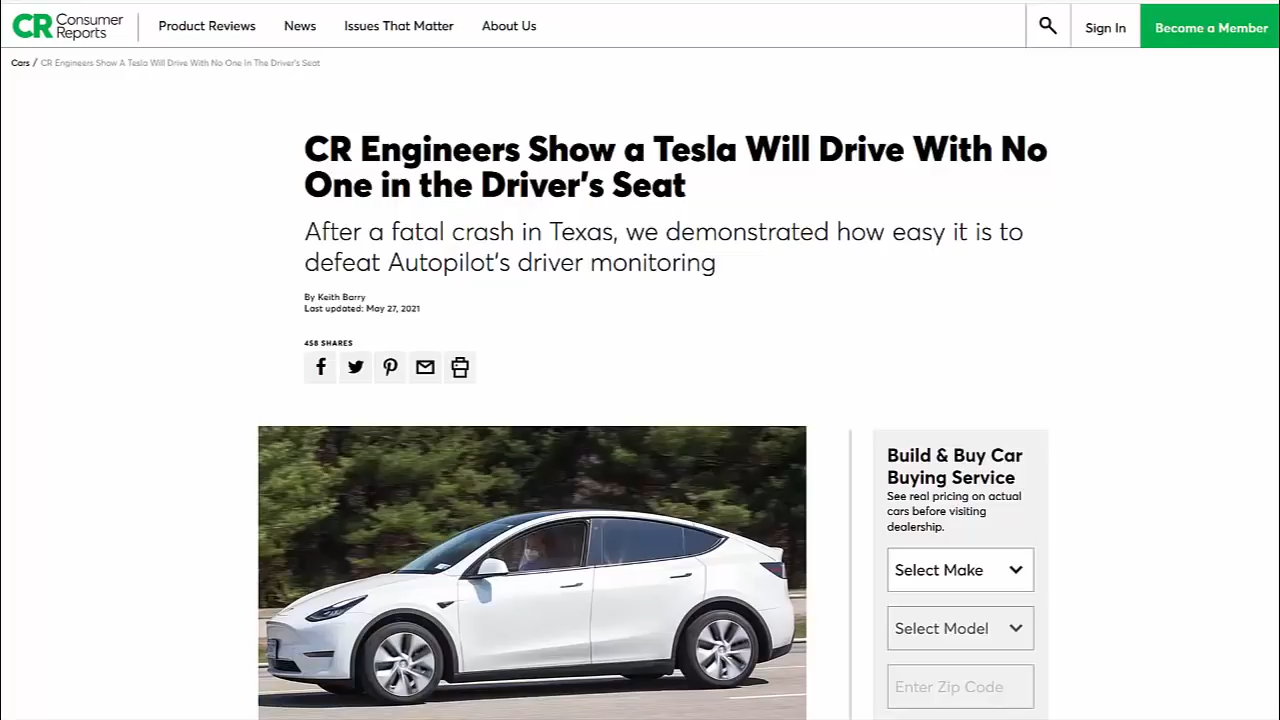 CR Consumer Reports
Product Reviews
News
Issues That Matter
About Us
Sign In
Become a Member
Cars / CR Engineers Show A Tesla Will Drive With No One In The Driver's Seat
CR Engineers Show a Tesla Will Drive With No
One in the Driver's Seat
After a fatal crash in Texas, we demonstrated how easy it is to
defeat Autopilot's driver monitoring
By Keith Barry
Last updated: May 27, 2021
458 SHARES
Build & Buy Car
Buying Service
See real pricing on actual
cars before visiting
dealership.
Select Make
Select Model
Enter Zip Code